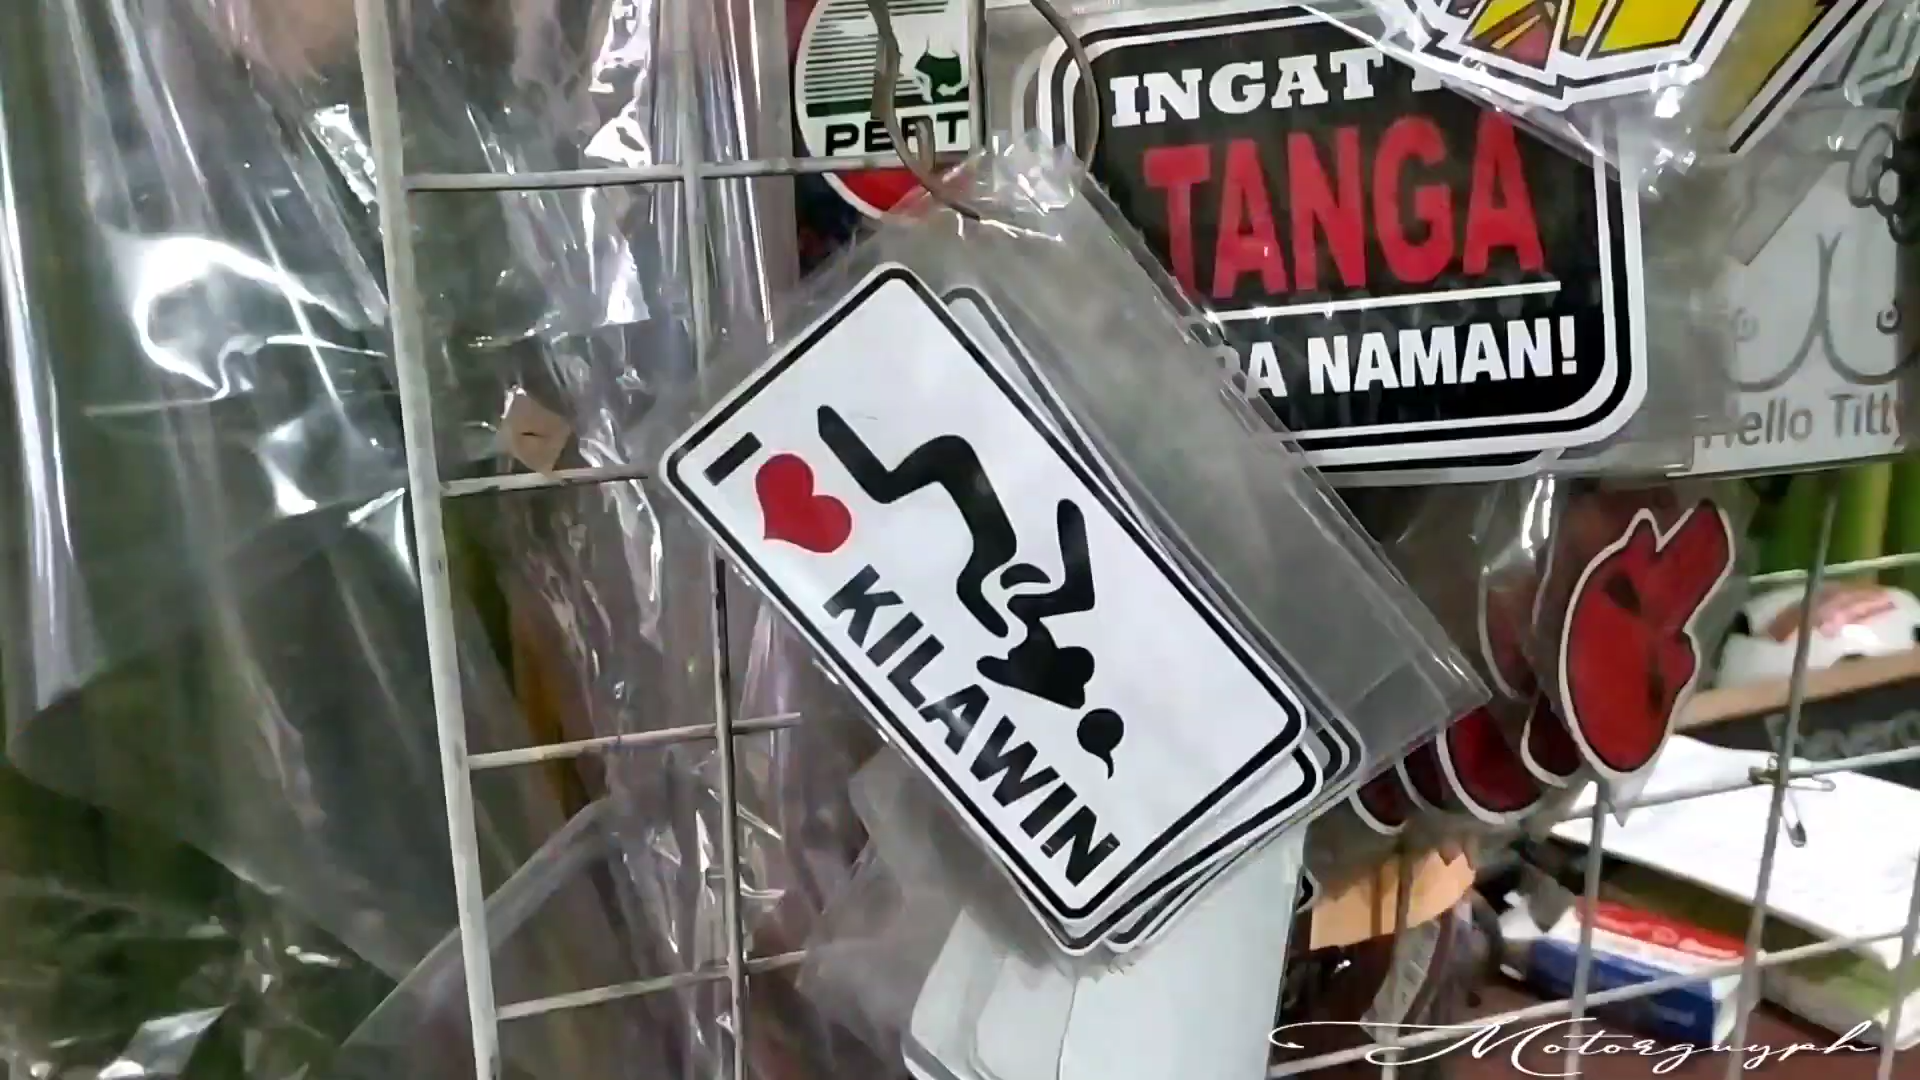 PERT
INGAT
TANGA
NAMAN!
I
KILAWIN
Hello Titty
Motorguyph